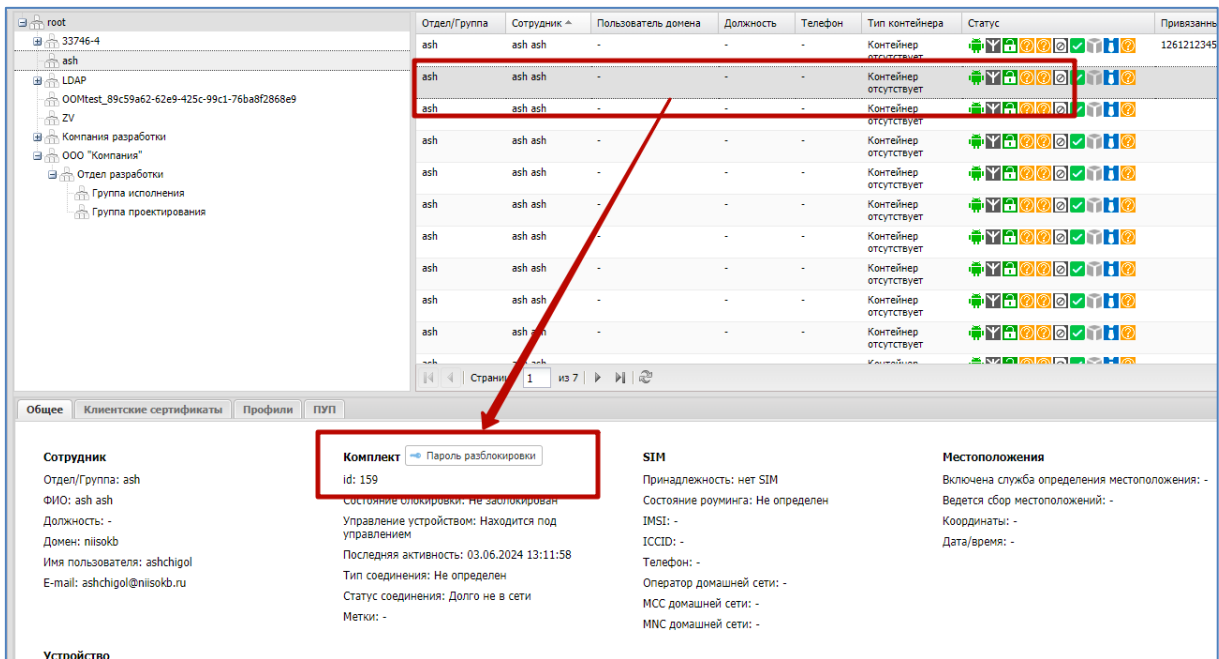 root
33746-4
ash
LDAP
OOMtest_89c59a62-62e9-425c-99c1-76ba8f2868e9
ZV
Компания разработки
ООО "Компания"
Отдел разработки
Группа исполнения
Группа проектирования
Отдел/Группа Сотрудник Пользователь домена Должность Телефон Тип контейнера Статус Привязанны
ash ash ash - - - Контейнер отсутствует 1261212345
ash ash ash - - - Контейнер отсутствует
ash ash ash - - - Контейнер отсутствует
ash ash ash - - - Контейнер отсутствует
ash ash ash - - - Контейнер отсутствует
ash ash ash - - - Контейнер отсутствует
ash ash ash - - - Контейнер отсутствует
ash ash ash - - - Контейнер отсутствует
ash ash ash - - - Контейнер отсутствует
ash ash ash - - - Контейнер отсутствует
ash ash ash Контейнер
Страни 1 из 7
Общее Клиентские сертификаты Профили ПУП
Сотрудник
Отдел/Группа: ash
ФИО: ash ash
Должность: -
Домен: niisokb
Имя пользователя: ashchigol
E-mail: ashchigol@niisokb.ru
Комплект Пароль разблокировки
id: 159
Состояние блокировки: Не заблокирован
Управление устройством: Находится под
управлением
Последняя активность: 03.06.2024 13:11:58
Тип соединения: Не определен
Статус соединения: Долго не в сети
Метки: -
SIM
Принадлежность: нет SIM
Состояние роуминга: Не определен
IMSI: -
ICCID: -
Телефон: -
Оператор домашней сети: -
MCC домашней сети: -
MNC домашней сети: -
Местоположения
Включена служба определения местоположения: -
Ведется сбор местоположений: -
Координаты: -
Дата/время: -
Устройство